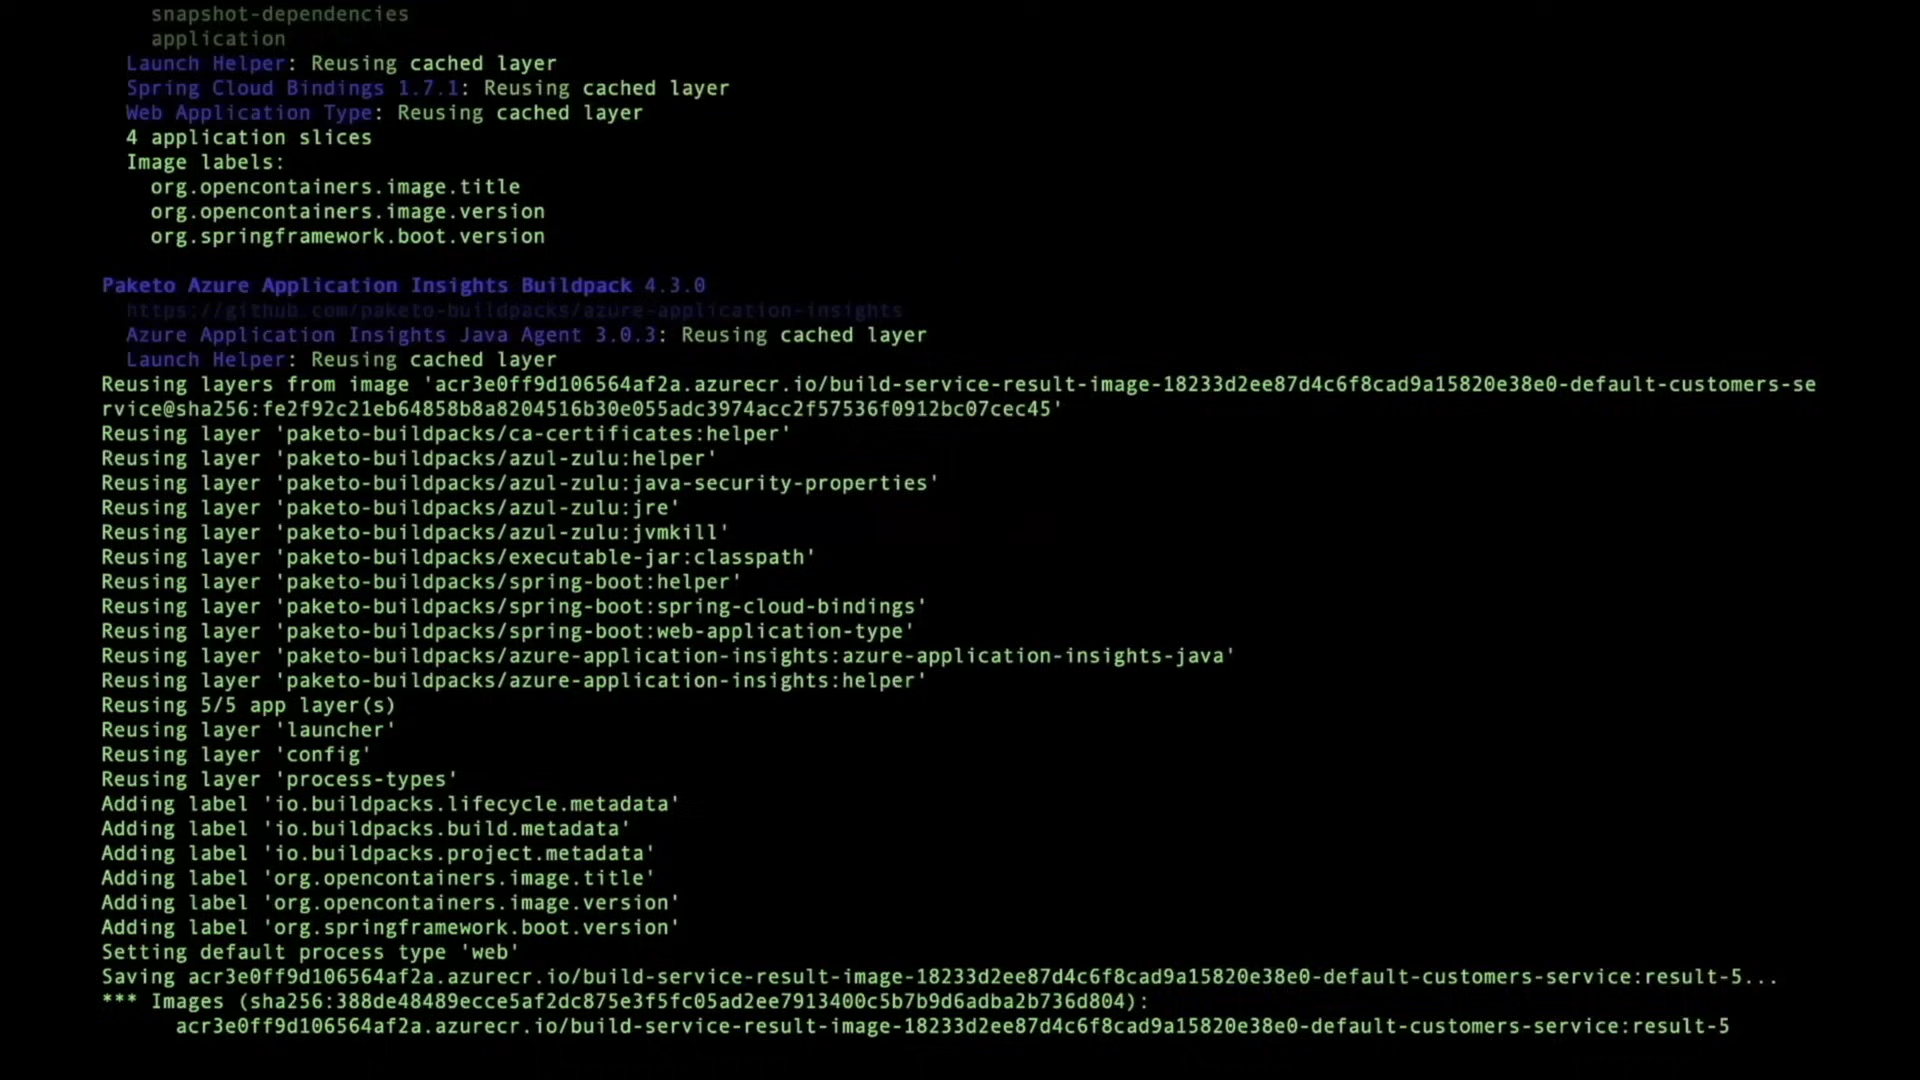 snapshot-dependencies
application
Launch Helper: Reusing cached layer
Spring Cloud Bindings 1.7.1: Reusing cached layer
Web Application Type: Reusing cached layer
4 application slices
Image labels:
org.opencontainers.image.title
org.opencontainers.image.version
org.springframework.boot.version
Paketo Azure Application Insights Buildpack 4.3.0
https://github.com/paketo-buildpacks/azure-application-insights
Azure Application Insights Java Agent 3.0.3: Reusing cached layer
Launch Helper: Reusing cached layer
Reusing layers from image 'acr3e0ff9d106564af2a.azurecr.io/build-service-result-image-18233d2ee87d4c6f8cad9a15820e38e0-default-customers-se
rvice@sha256:fe2f92c21eb64858b8a8204516b30e055adc3974acc2f57536f0912bc07cec45'
Reusing layer 'paketo-buildpacks/ca-certificates:helper'
Reusing layer 'paketo-buildpacks/azul-zulu:helper'
Reusing layer 'paketo-buildpacks/azul-zulu:java-security-properties'
Reusing layer 'paketo-buildpacks/azul-zulu:jre'
Reusing layer 'paketo-buildpacks/azul-zulu:jvmkill'
Reusing layer 'paketo-buildpacks/executable-jar:classpath'
Reusing layer 'paketo-buildpacks/spring-boot:helper'
Reusing layer 'paketo-buildpacks/spring-boot:spring-cloud-bindings'
Reusing layer 'paketo-buildpacks/spring-boot:web-application-type'
Reusing layer 'paketo-buildpacks/azure-application-insights:azure-application-insights-java'
Reusing layer 'paketo-buildpacks/azure-application-insights:helper'
Reusing 5/5 app layer(s)
Reusing layer 'launcher'
Reusing layer 'config'
Reusing layer 'process-types'
Adding label 'io.buildpacks.lifecycle.metadata'
Adding label 'io.buildpacks.build.metadata'
Adding label 'io.buildpacks.project.metadata'
Adding label 'org.opencontainers.image.title'
Adding label 'org.opencontainers.image.version'
Adding label 'org.springframework.boot.version'
Setting default process type 'web'
Saving acr3e0ff9d106564af2a.azurecr.io/build-service-result-image-18233d2ee87d4c6f8cad9a15820e38e0-default-customers-service:result-5...
*** Images (sha256:388de48489ecce5af2dc875e3f5fc05ad2ee7913400c5b7b9d6adba2b736d804):
acr3e0ff9d106564af2a.azurecr.io/build-service-result-image-18233d2ee87d4c6f8cad9a15820e38e0-default-customers-service:result-5